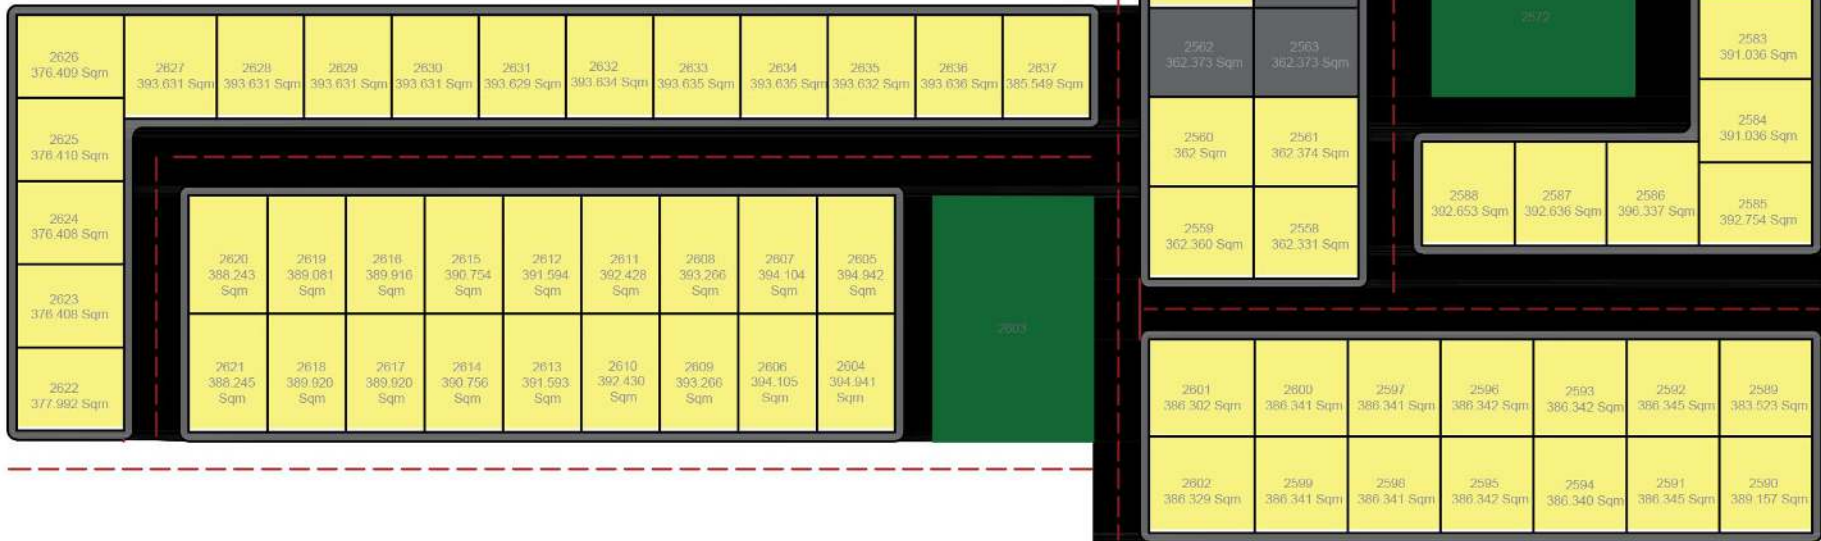 2626
376.409 Sqm
2627
393.631 Sqm
2628
393.631 Sqm
2629
393.631 Sqm
2630
393.631 Sqm
2631
393.629 Sqm
2632
393.634 Sqm
2633
393.635 Sqm
2634
393.635 Sqm
2635
393.632 Sqm
2636
393.636 Sqm
2637
385.549 Sqm
2625
376.410 Sqm
2624
376.408 Sqm
2623
376.408 Sqm
2622
377.992 Sqm
2620
388.243
Sqm
2619
389.081
Sqm
2616
389.916
Sqm
2615
390.754
Sqm
2612
391.594
Sqm
2611
392.428
Sqm
2608
393.266
Sqm
2607
394.104
Sqm
2605
394.942
Sqm
2621
388.245
Sqm
2618
389.920
Sqm
2617
389.920
Sqm
2614
390.756
Sqm
2613
391.593
Sqm
2610
392.430
Sqm
2609
393.266
Sqm
2606
394.105
Sqm
2604
394.941
Sqm
2603
2562
362.373 Sqm
2563
362.373 Sqm
2560
362 Sqm
2561
362.374 Sqm
2559
362.360 Sqm
2558
362.331 Sqm
2572
2583
391.036 Sqm
2584
391.036 Sqm
2588
392.653 Sqm
2587
392.636 Sqm
2586
396.337 Sqm
2585
392.754 Sqm
2601
386.302 Sqm
2600
386.341 Sqm
2597
386.341 Sqm
2596
386.342 Sqm
2593
386.342 Sqm
2592
386.345 Sqm
2589
383.523 Sqm
2602
386.329 Sqm
2599
386.341 Sqm
2598
386.341 Sqm
2595
386.342 Sqm
2594
386.340 Sqm
2591
386.345 Sqm
2590
389.157 Sqm